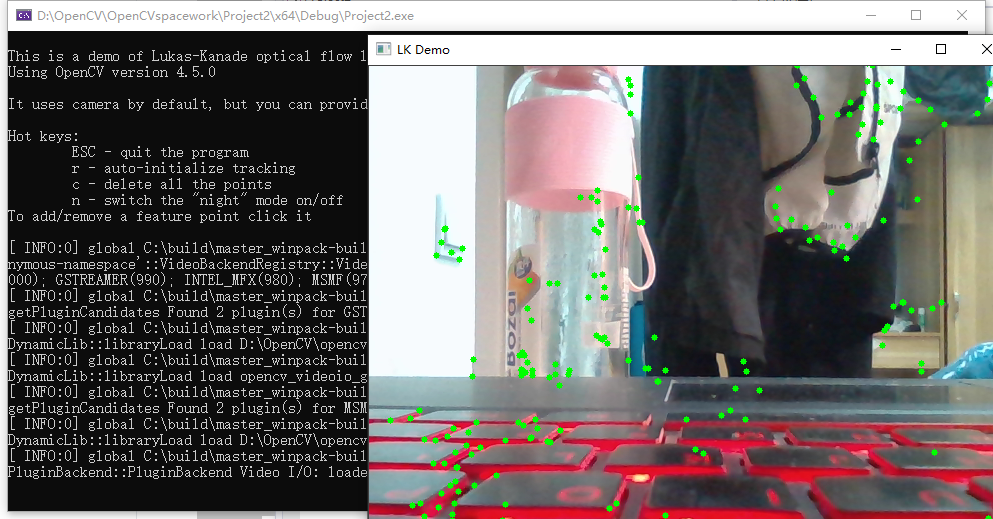 D:\OpenCV\OpenCVspacework\Project2\x64\Debug\Project2.exe
This is a demo of Lukas-Kanade optical flow l
Using OpenCV version 4.5.0
It uses camera by default, but you can provid
Hot keys:
ESC - quit the program
r - auto-initialize tracking
c - delete all the points
n - switch the "night" mode on/off
To add/remove a feature point click it
[ INFO:0] global C:\build\master_winpack-buil
nymous-namespace'::VideoBackendRegistry::Vide
000); GSTREAMER(990); INTEL_MFX(980); MSMF(97
[ INFO:0] global C:\build\master_winpack-buil
getPluginCandidates Found 2 plugin(s) for GST
[ INFO:0] global C:\build\master_winpack-buil
DynamicLib::libraryLoad load D:\OpenCV\opencv
[ INFO:0] global C:\build\master_winpack-buil
DynamicLib::libraryLoad load opencv_videoio_g
[ INFO:0] global C:\build\master_winpack-buil
getPluginCandidates Found 2 plugin(s) for MSM
[ INFO:0] global C:\build\master_winpack-buil
DynamicLib::libraryLoad load D:\OpenCV\opencv
[ INFO:0] global C:\build\master_winpack-buil
PluginBackend::PluginBackend Video I/O: loade
LK Demo
Bozai